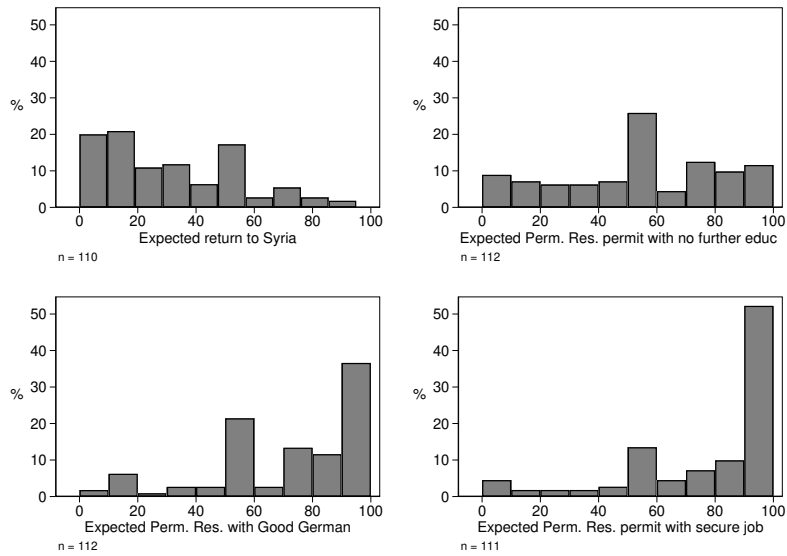 50
40
30
20
10
0
%
0 20 40 60 80 100
Expected return to Syria
n = 110
50
40
30
20
10
0
%
0 20 40 60 80 100
Expected Perm. Res. permit with no further educ
n = 112
50
40
30
20
10
0
%
0 20 40 60 80 100
Expected Perm. Res. with Good German
n = 112
50
40
30
20
10
0
%
0 20 40 60 80 100
Expected Perm. Res. permit with secure job
n = 111